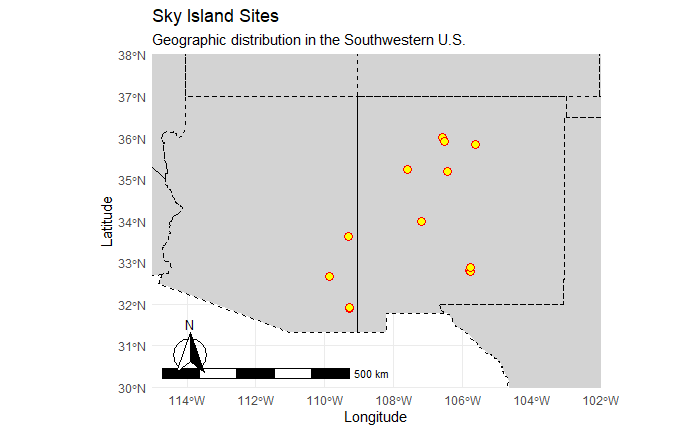 Sky Island Sites
Geographic distribution in the Southwestern U.S.
38°N
37°N
36°N
35°N
34°N
33°N
32°N
31°N
30°N
Latitude
N
500 km
114°W
112°W
110°W
108°W
106°W
104°W
102°W
Longitude